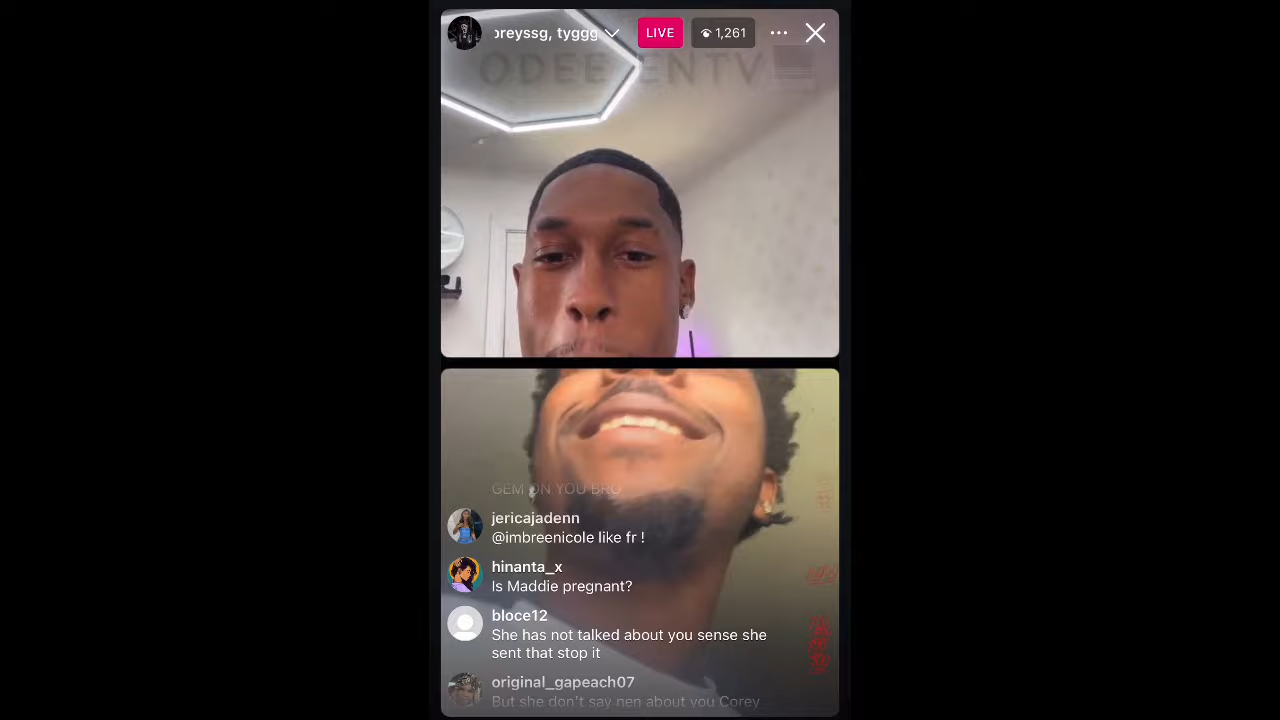 oreyssg, tyggg
LIVE
1,261
GEM ON YOU BRO
jericajadenn
@imbreenicole like fr !
hinanta_x
Is Maddie pregnant?
bloce12
She has not talked about you sense she
sent that stop it
original_gapeach07
But she don't say nen about you Corey